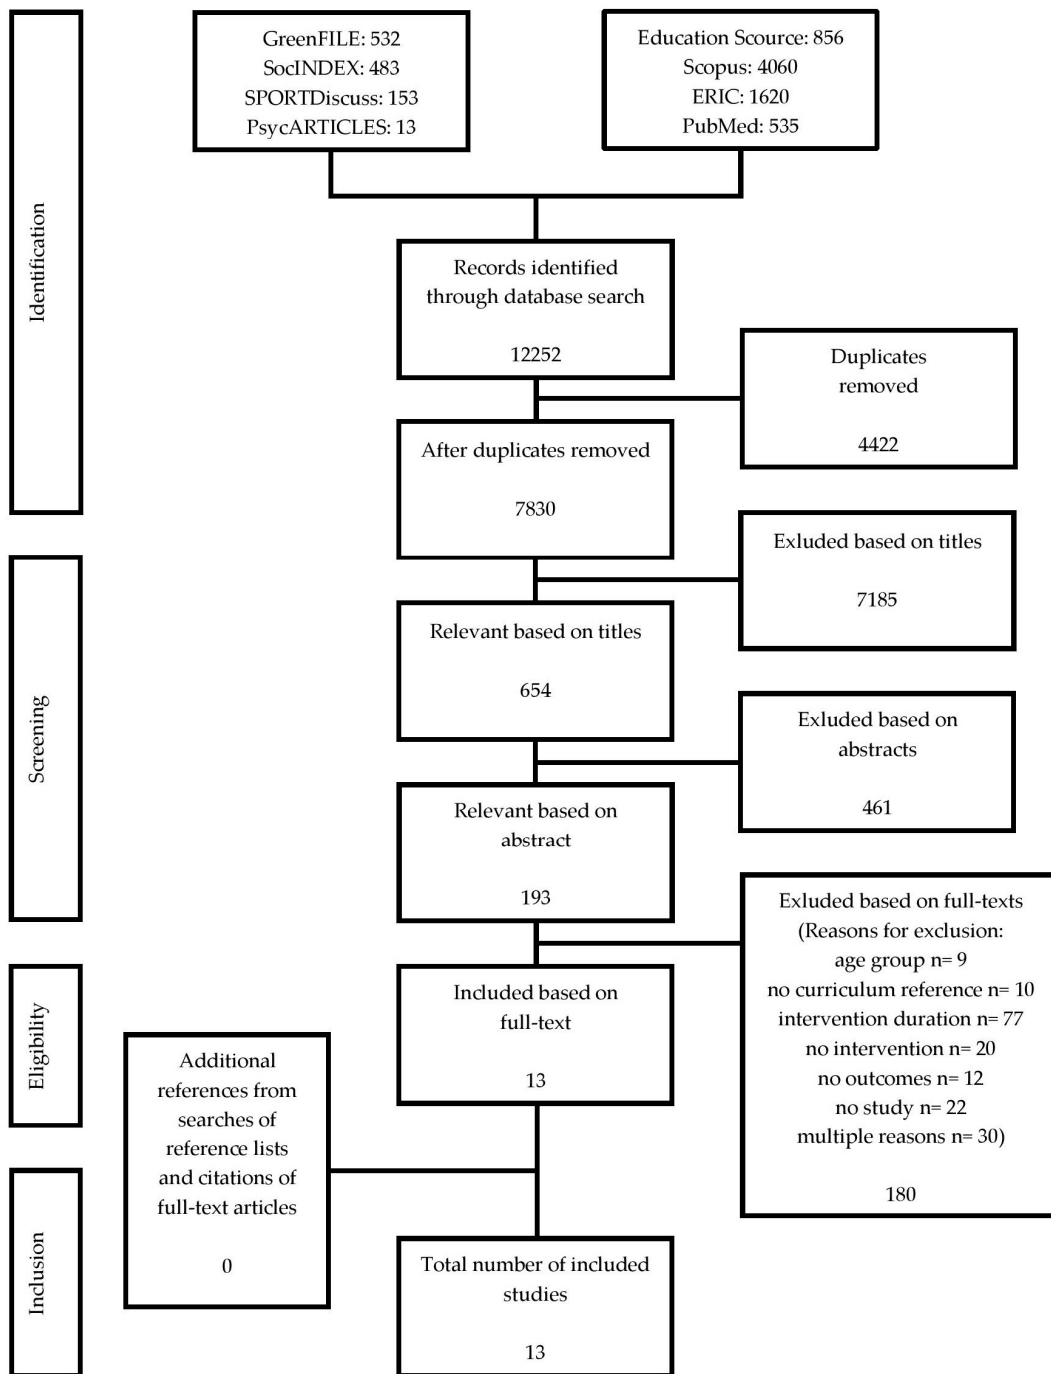 GreenFILE: 532
SocINDEX: 483
SPORTDiscuss: 153
PsycARTICLES: 13
Education Scource: 856
Scopus: 4060
ERIC: 1620
PubMed: 535
Identification
Records identified
through database search
12252
Duplicates
removed
4422
After duplicates removed
7830
Exluded based on titles
7185
Screening
Relevant based on titles
654
Exluded based on
abstracts
461
Relevant based on
abstract
193
Exluded based on full-texts
(Reasons for exclusion:
age group n= 9
no curriculum reference n= 10
intervention duration n= 77
no intervention n= 20
no outcomes n= 12
no study n= 22
multiple reasons n= 30)
180
Eligibility
Included based on
full-text
13
Additional
references from
searches of
reference lists
and citations of
full-text articles
0
Inclusion
Total number of included
studies
13